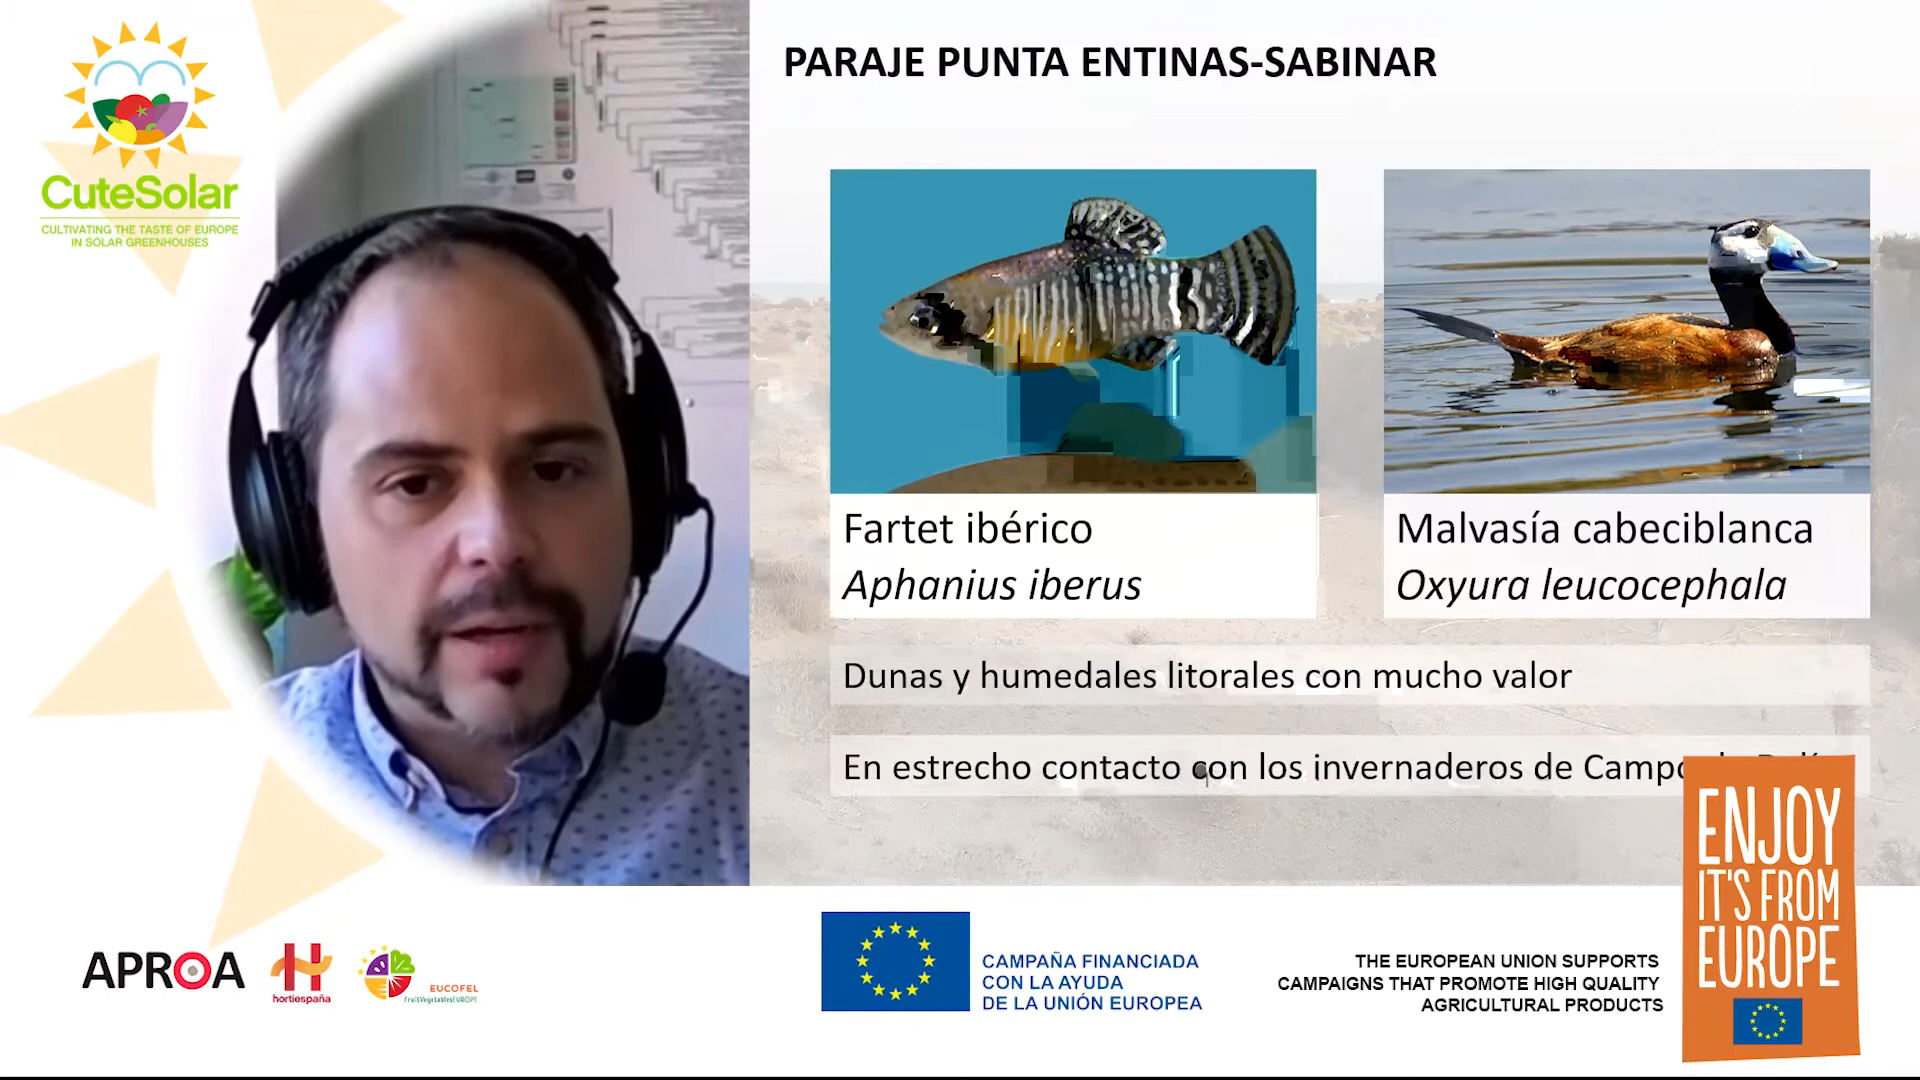 CuteSolar
CULTIVATING THE TASTE OF EUROPE
IN SOLAR GREENHOUSES
PARAJE PUNTA ENTINAS-SABINAR
Fartet ibérico
Aphanius iberus
Malvasía cabeciblanca
Oxyura leucocephala
Dunas y humedales litorales con mucho valor
En estrecho contacto con los invernaderos de
ENJOY
IT'S FROM
EUROPE
APROA
hortiespaña
EUCOFEL
FruitVegetablesEUROPE
CAMPAÑA FINANCIADA
CON LA AYUDA
DE LA UNIÓN EUROPEA
THE EUROPEAN UNION SUPPORTS
CAMPAIGNS THAT PROMOTE HIGH QUALITY
AGRICULTURAL PRODUCTS